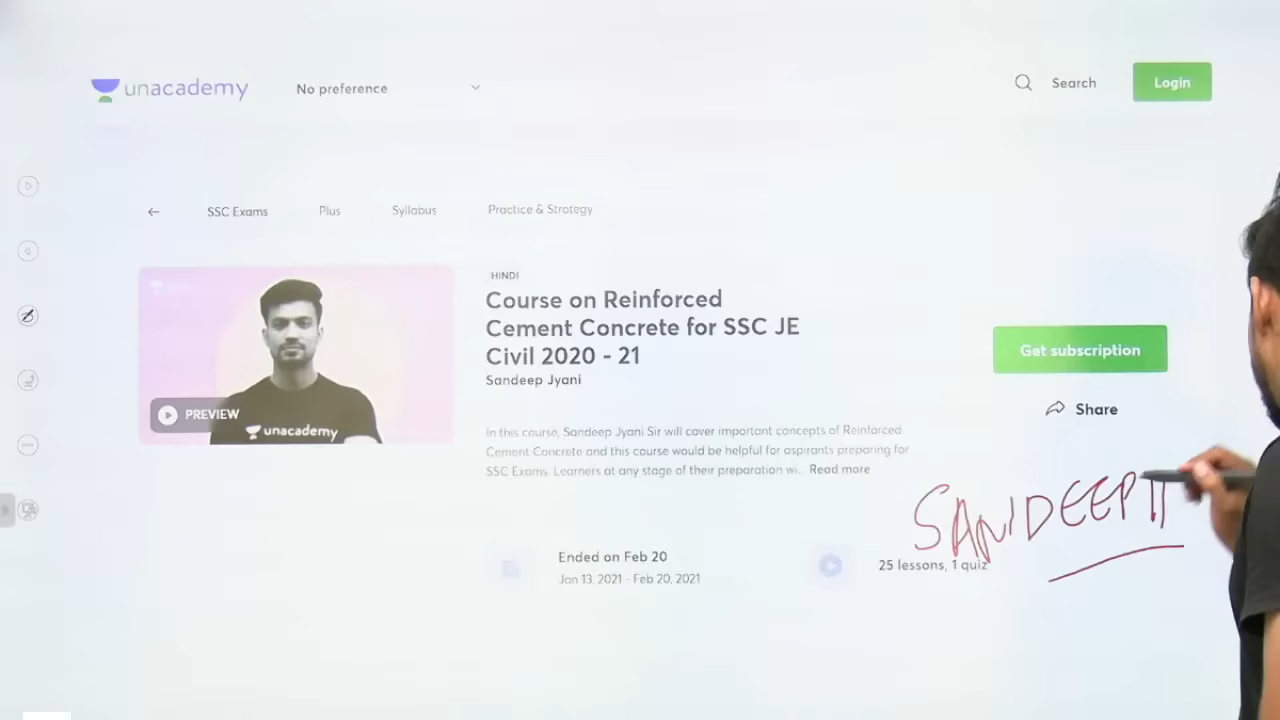 unacademy
No preference
Search
Login
SSC Exams
Plus
Syllabus
Practice & Strategy
HINDI
Course on Reinforced
Cement Concrete for SSC JE
Civil 2020 - 21
Sandeep Jyani
PREVIEW
unacademy
In this course, Sandeep Jyani Sir will cover important concepts of Reinforced
Cement Concrete and this course would be helpful for aspirants preparing for
SSC Exams. Learners at any stage of their preparation wi... Read more
Get subscription
Share
SANDEEP11
Ended on Feb 20
Jan 13, 2021 - Feb 20, 2021
25 lessons, 1 quiz